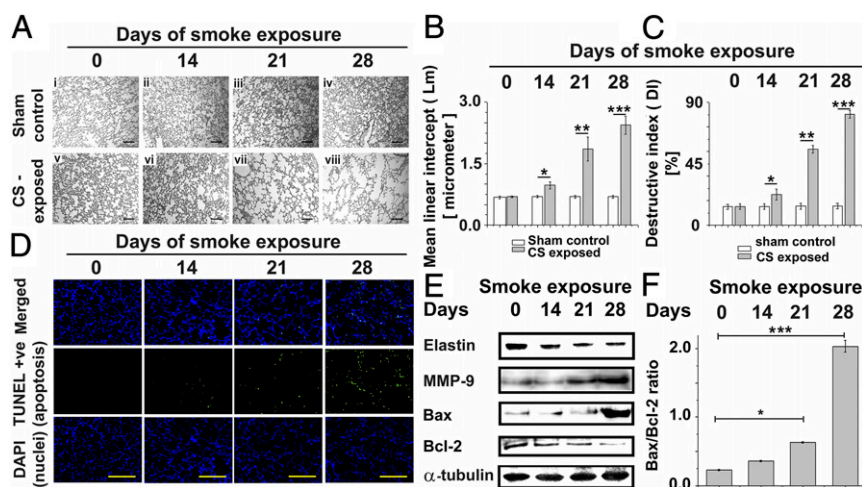 A
Days of smoke exposure
0 14 21 28
Sham control
i ii iii iv
CS - exposed
v vi vii viii
B
C
Days of smoke exposure
0 14 21 28
0 14 21 28
Mean linear intercept ( Lm)
[ micrometer ]
3.0
2.0
1.0
0.0
* ** ***
Sham control
CS exposed
Destructive index ( DI)
[%]
90
45
0
* ** ***
sham control
CS exposed
D
Days of smoke exposure
0 14 21 28
Merged
TUNEL +ve
(apoptosis)
DAPI
(nuclei)
E
Smoke exposure
Days 0 14 21 28
Elastin
MMP-9
Bax
Bcl-2
α-tubulin
F
Smoke exposure
Days 0 14 21 28
Bax/Bcl-2 ratio
2.0
1.0
0.0
***
*